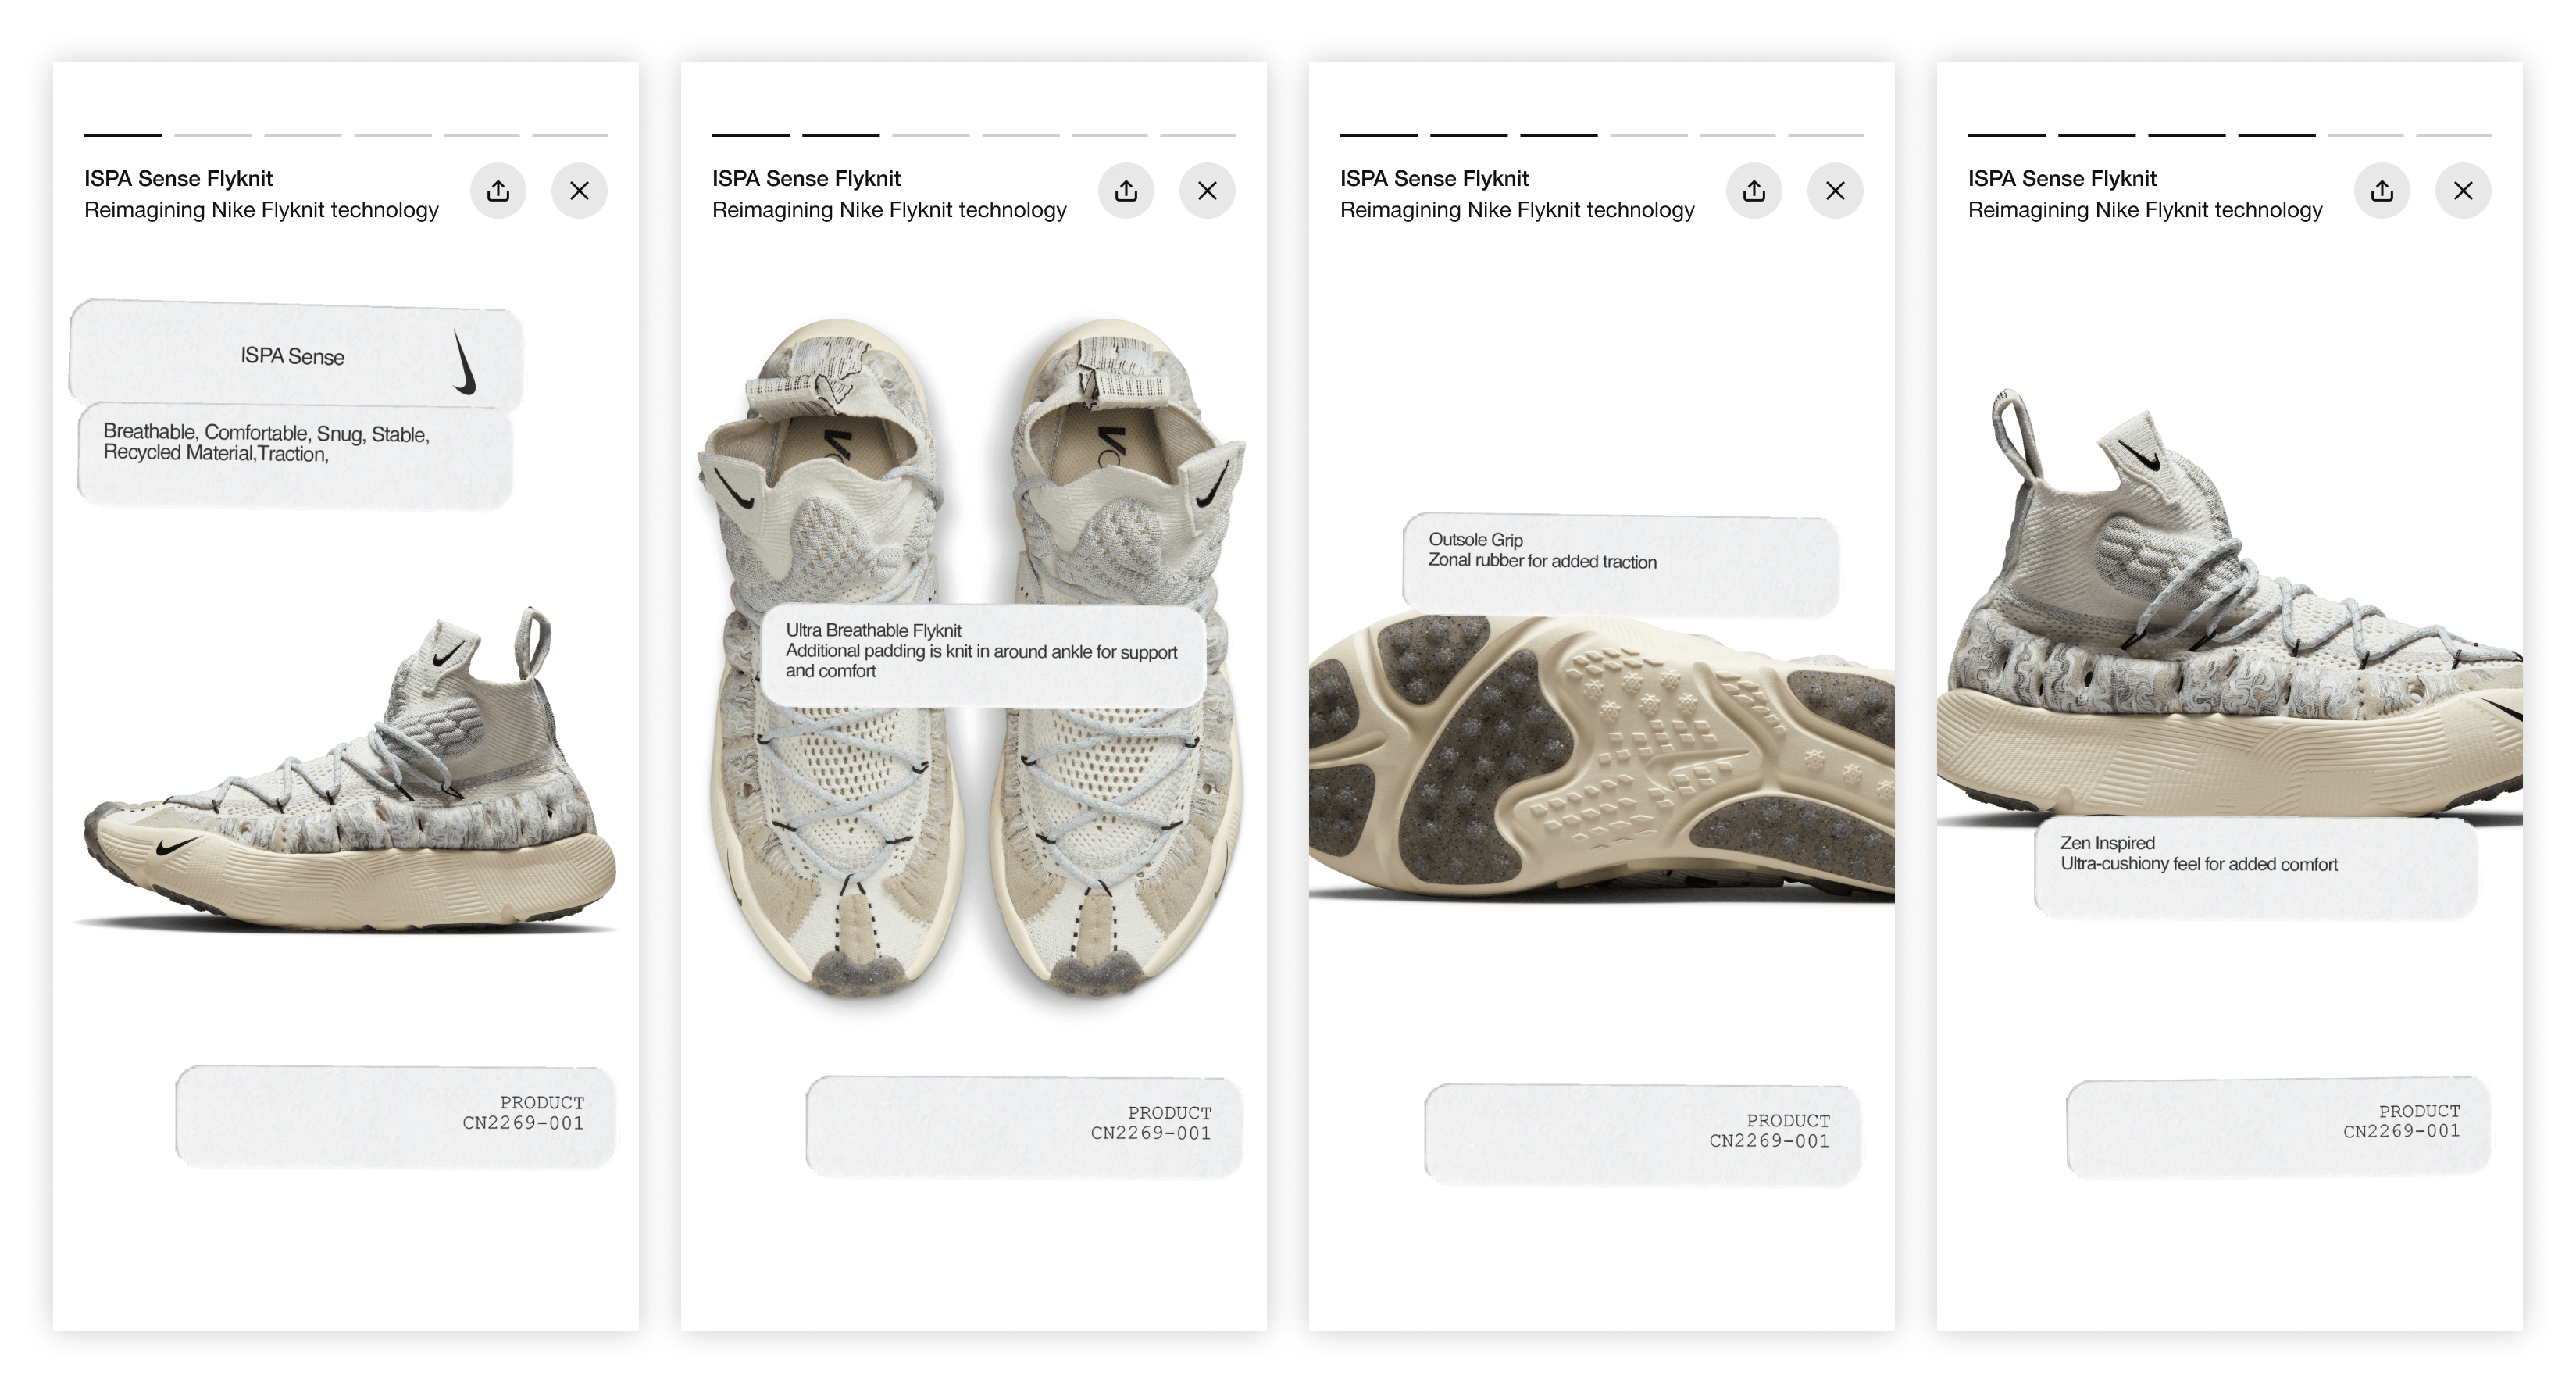 ISPA Sense Flyknit
Reimagining Nike Flyknit technology
ISPA Sense
Breathable, Comfortable, Snug, Stable,
Recycled Material,Traction,
PRODUCT
CN2269-001
ISPA Sense Flyknit
Reimagining Nike Flyknit technology
Ultra Breathable Flyknit
Additional padding is knit in around ankle for support
and comfort
PRODUCT
CN2269-001
ISPA Sense Flyknit
Reimagining Nike Flyknit technology
Outsole Grip
Zonal rubber for added traction
PRODUCT
CN2269-001
ISPA Sense Flyknit
Reimagining Nike Flyknit technology
Zen Inspired
Ultra-cushiony feel for added comfort
PRODUCT
CN2269-001